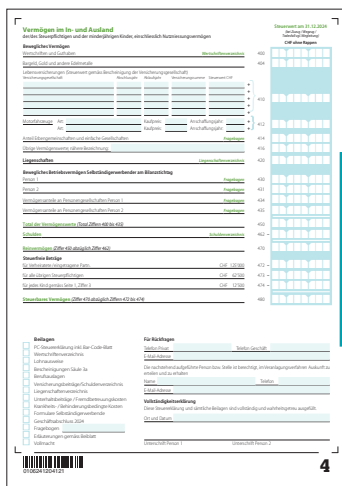 Vermögen im In- und Ausland
der/des Steuerpflichtigen und der minderjährigen Kinder, einschliesslich Nutzniessungsvermögen
Steuerwert am 31.12.2024
CHF ohne Rappen
Bewegliches Vermögen
Wertschriften und Guthaben Wertschriftenverzeichnis 400
Bargeld, Gold und andere Edelmetalle 404
Lebensversicherungen (Steuerwert gemäss Bescheinigung der Versicherungsgesellschaft)
Versicherungsgesellschaft Abschlussjahr Ablaufsjahr Versicherungssumme Steuerwert CHF
+
+
+ 410
+
+
Motorfahrzeuge Art: Kaufpreis: Anschaffungsjahr: + 412
Art: Kaufpreis: Anschaffungsjahr: +
Anteil Erbengemeinschaften und einfache Gesellschaften Fragebogen 414
Übrige Vermögenswerte, nähere Bezeichnung: 416
Liegenschaften Liegenschaftenverzeichnis 420
Bewegliches Betriebsvermögen Selbständigerwerbender am Bilanzstichtag
Person 1 Fragebogen 430
Person 2 Fragebogen 431
Vermögensanteile an Personengesellschaften Person 1 Fragebogen 434
Vermögensanteile an Personengesellschaften Person 2 Fragebogen 435
Total der Vermögenswerte (Total Ziffern 400 bis 435) 450
Schulden Schuldenverzeichnis 462 –
Reinvermögen (Ziffer 450 abzüglich Ziffer 462) 470
Steuerfreie Beträge
für Verheiratete / eingetragene Partn. CHF 125'000 472 –
für alle übrigen Steuerpflichtigen CHF 62'500 473 –
für jedes Kind gemäss Seite 1, Ziffer 3 CHF 12'500 474 –
Steuerbares Vermögen (Ziffer 470 abzüglich Ziffern 472 bis 474) 480
Beilagen
PC-Steuererklärung inkl. Bar-Code-Blatt
Wertschriftenverzeichnis
Lohnausweise
Bescheinigungen Säule 3a
Berufsauslagen
Versicherungsbeiträge/Schuldenverzeichnis
Liegenschaftenverzeichnis
Unterhaltsbeiträge / Fremdbetreuungskosten
Krankheits- / Behinderungsbedingte Kosten
Formulare Selbständigerwerbende
Geschäftsabschluss 2024
Fragebogen
Erläuterungen gemäss Beiblatt
Vollmacht
Für Rückfragen
Telefon Privat Telefon Geschäft
E-Mail-Adresse
Die nachstehend aufgeführte Person bzw. Stelle ist berechtigt, im Veranlagungsverfahren Auskunft zu
erteilen und zu erhalten
Name Telefon
E-Mail-Adresse
Vollständigkeitserklärung
Diese Steuererklärung und sämtliche Beilagen sind vollständig und wahrheitsgetreu ausgefüllt
Ort und Datum
Unterschrift Person 1 Unterschrift Person 2
0106241204121
4